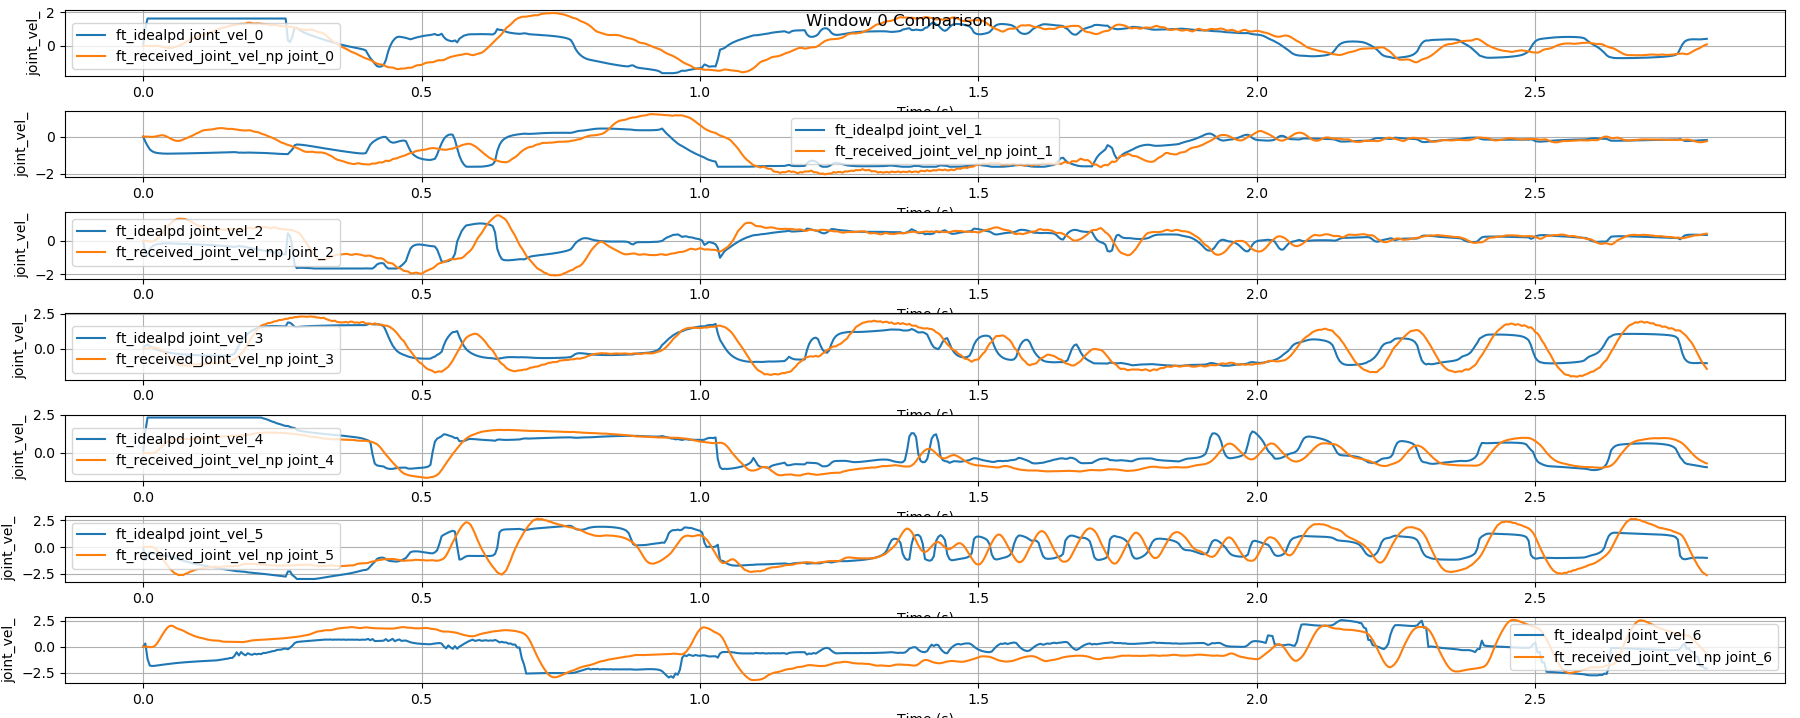 Window 0 Comparison
joint_vel_
2
0
ft_idealpd joint_vel_0
ft_received_joint_vel_np joint_0
0.0 0.5 1.0 1.5 2.0 2.5
Time (s)
joint_vel_
0
−2
ft_idealpd joint_vel_1
ft_received_joint_vel_np joint_1
0.0 0.5 1.0 1.5 2.0 2.5
Time (s)
joint_vel_
0
−2
ft_idealpd joint_vel_2
ft_received_joint_vel_np joint_2
0.0 0.5 1.0 1.5 2.0 2.5
Time (s)
joint_vel_
2.5
0.0
ft_idealpd joint_vel_3
ft_received_joint_vel_np joint_3
0.0 0.5 1.0 1.5 2.0 2.5
Time (s)
joint_vel_
2.5
0.0
ft_idealpd joint_vel_4
ft_received_joint_vel_np joint_4
0.0 0.5 1.0 1.5 2.0 2.5
Time (s)
joint_vel_
2.5
0.0
−2.5
ft_idealpd joint_vel_5
ft_received_joint_vel_np joint_5
0.0 0.5 1.0 1.5 2.0 2.5
Time (s)
joint_vel_
2.5
0.0
−2.5
ft_idealpd joint_vel_6
ft_received_joint_vel_np joint_6
0.0 0.5 1.0 1.5 2.0 2.5
Time (s)